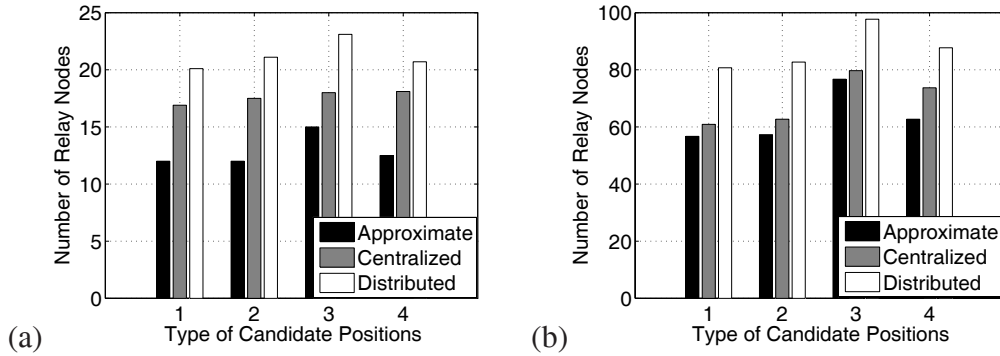 25
20
15
10
5
0
Number of Relay Nodes
1 2 3 4
Type of Candidate Positions
Approximate
Centralized
Distributed
(a)
100
80
60
40
20
0
Number of Relay Nodes
1 2 3 4
Type of Candidate Positions
Approximate
Centralized
Distributed
(b)